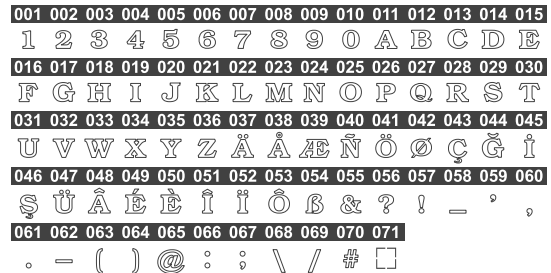 001 002 003 004 005 006 007 008 009 010 011 012 013 014 015
1 2 3 4 5 6 7 8 9 0 A B C D E
016 017 018 019 020 021 022 023 024 025 026 027 028 029 030
F G H I J K L M N O P Q R S T
031 032 033 034 035 036 037 038 039 040 041 042 043 044 045
U V W X Y Z Ä Å Æ Ñ Ö Ø Ç Ğ İ
046 047 048 049 050 051 052 053 054 055 056 057 058 059 060
Ş Ü Â É È Î Ï Ô ß & ? ! _ ’ ,
061 062 063 064 065 066 067 068 069 070 071
. – ( ) @ : ; \ / #